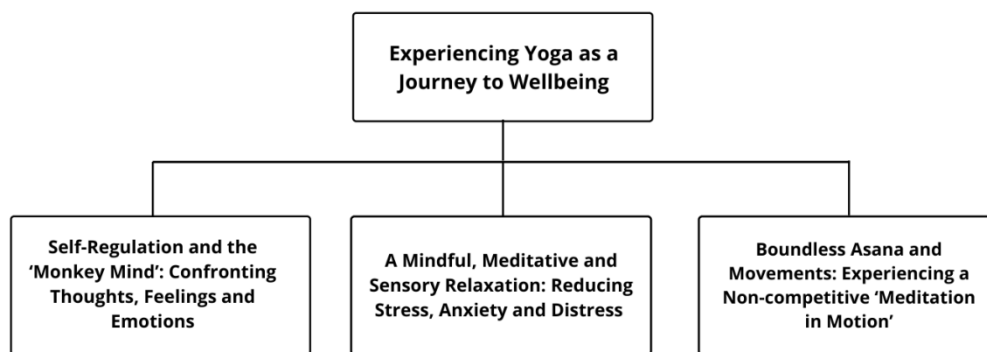 Experiencing Yoga as a
Journey to Wellbeing
Self-Regulation and the
‘Monkey Mind’: Confronting
Thoughts, Feelings and
Emotions
A Mindful, Meditative and
Sensory Relaxation: Reducing
Stress, Anxiety and Distress
Boundless Asana and
Movements: Experiencing a
Non-competitive ‘Meditation
in Motion’